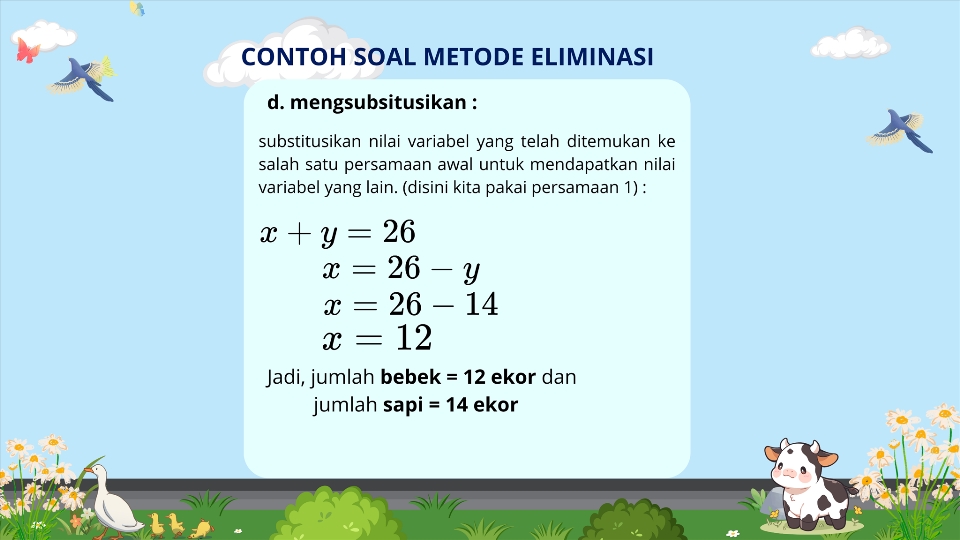 CONTOH SOAL METODE ELIMINASI
d. mengsubsitusikan :
substitusikan nilai variabel yang telah ditemukan ke
salah satu persamaan awal untuk mendapatkan nilai
variabel yang lain. (disini kita pakai persamaan 1) :
x + y = 26
x = 26 − y
x = 26 − 14
x = 12
Jadi, jumlah bebek = 12 ekor dan
jumlah sapi = 14 ekor